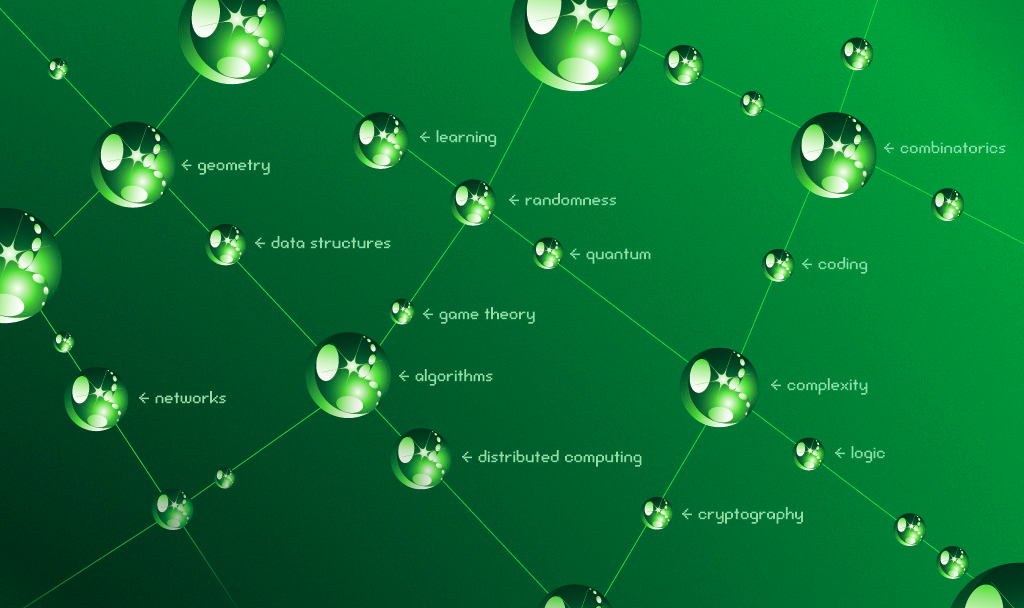 ← learning
← combinatorics
← geometry
← randomness
← data structures
← quantum
← coding
← game theory
← algorithms
← complexity
← networks
← logic
← distributed computing
← cryptography